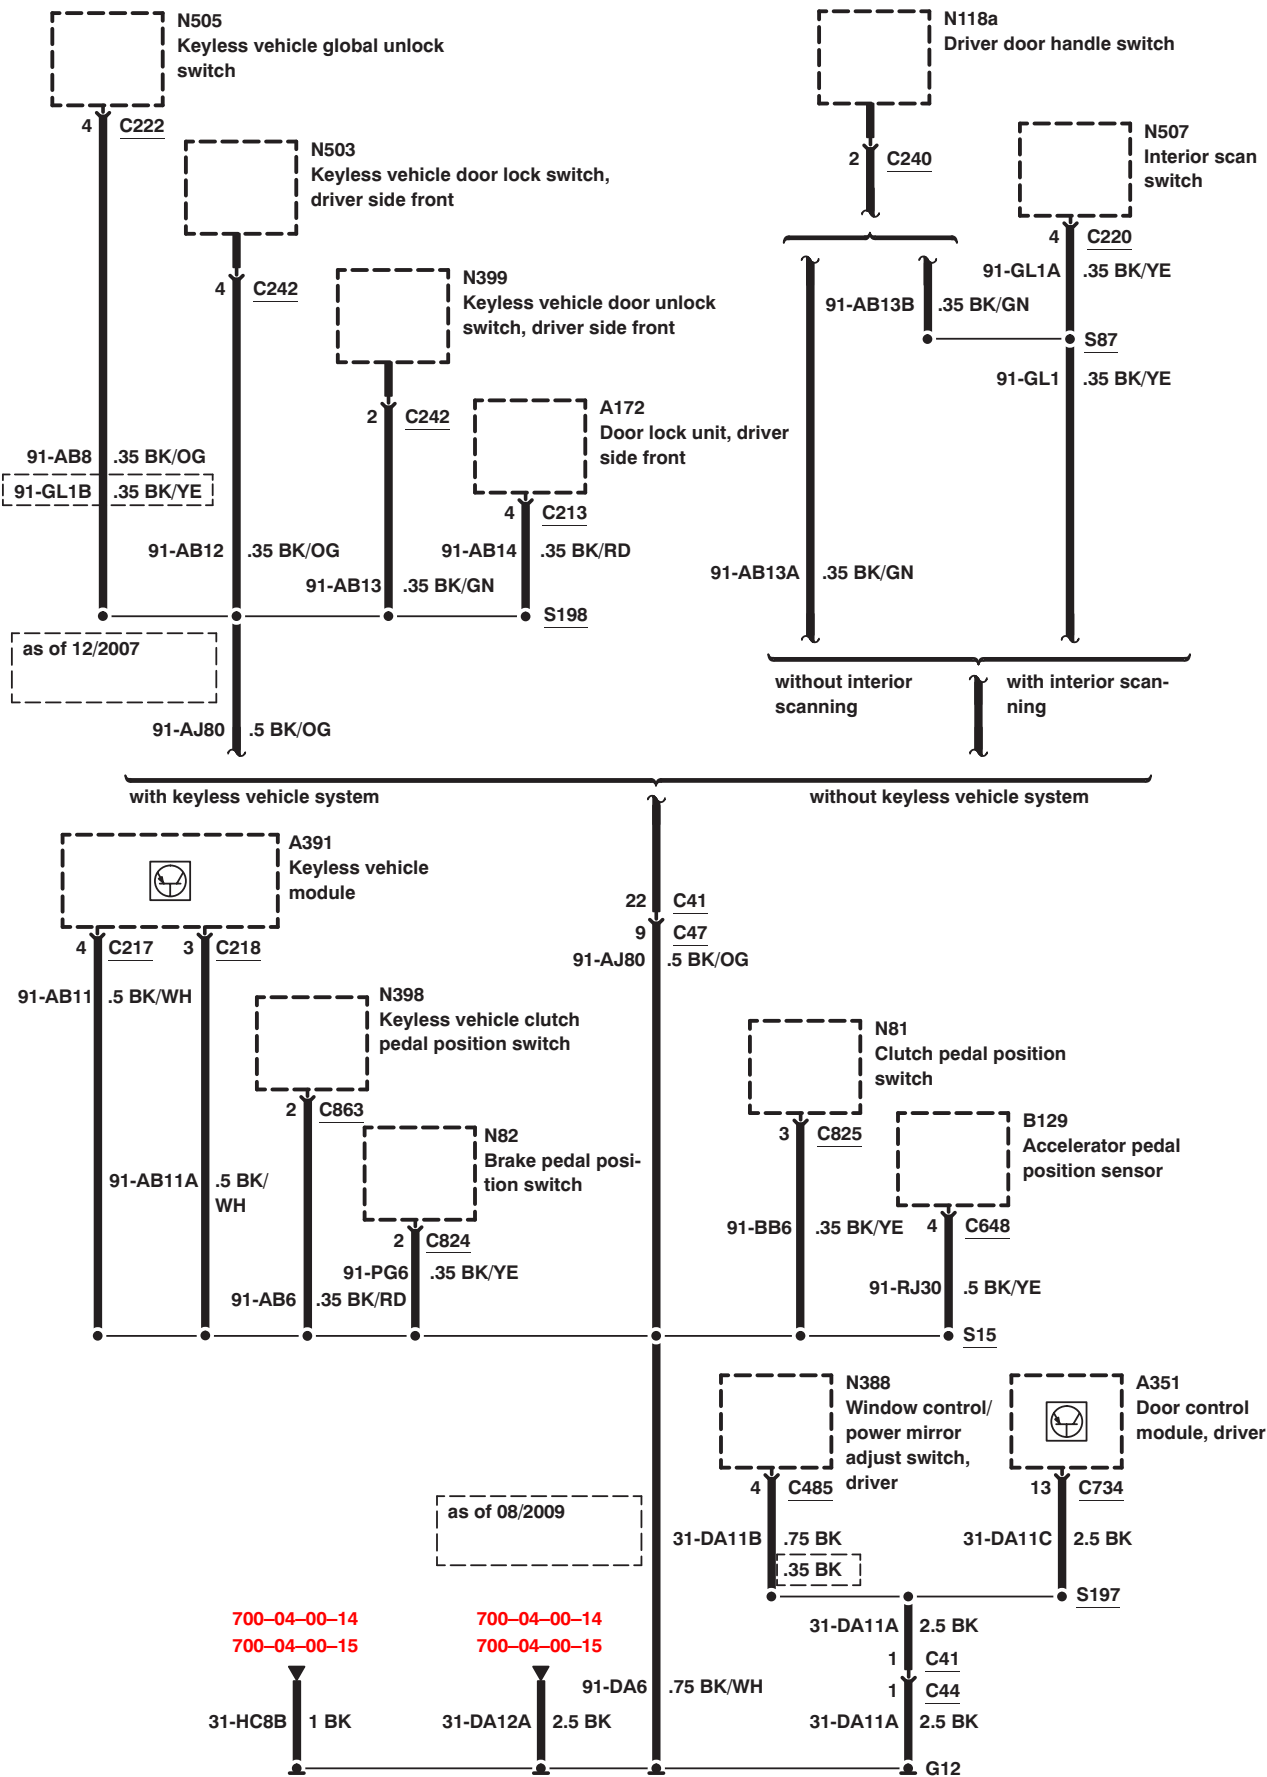 N505
Keyless vehicle global unlock
switch
4 C222
N503
Keyless vehicle door lock switch,
driver side front
4 C242
N399
Keyless vehicle door unlock
switch, driver side front
2 C242
A172
Door lock unit, driver
side front
4 C213
91-AB8 .35 BK/OG
91-GL1B .35 BK/YE
91-AB12 .35 BK/OG
91-AB13 .35 BK/GN
91-AB14 .35 BK/RD
S198
as of 12/2007
91-AJ80 .5 BK/OG
N118a
Driver door handle switch
2 C240
N507
Interior scan
switch
4 C220
91-GL1A .35 BK/YE
91-AB13B .35 BK/GN
S87
91-GL1 .35 BK/YE
91-AB13A .35 BK/GN
without interior
scanning
with interior scan-
ning
with keyless vehicle system
without keyless vehicle system
A391
Keyless vehicle
module
4 C217
3 C218
91-AB11 .5 BK/WH
91-AB11A .5 BK/
WH
N398
Keyless vehicle clutch
pedal position switch
2 C863
91-AB6 .35 BK/RD
N82
Brake pedal posi-
tion switch
2 C824
91-PG6 .35 BK/YE
22 C41
9 C47
91-AJ80 .5 BK/OG
N81
Clutch pedal position
switch
3 C825
91-BB6 .35 BK/YE
B129
Accelerator pedal
position sensor
4 C648
91-RJ30 .5 BK/YE
S15
N388
Window control/
power mirror
adjust switch,
driver
4 C485
31-DA11B .75 BK
.35 BK
A351
Door control
module, driver
13 C734
31-DA11C 2.5 BK
S197
as of 08/2009
31-DA11A 2.5 BK
1 C41
1 C44
31-DA11A 2.5 BK
700–04–00–14
700–04–00–15
31-HC8B 1 BK
700–04–00–14
700–04–00–15
31-DA12A 2.5 BK
91-DA6 .75 BK/WH
G12